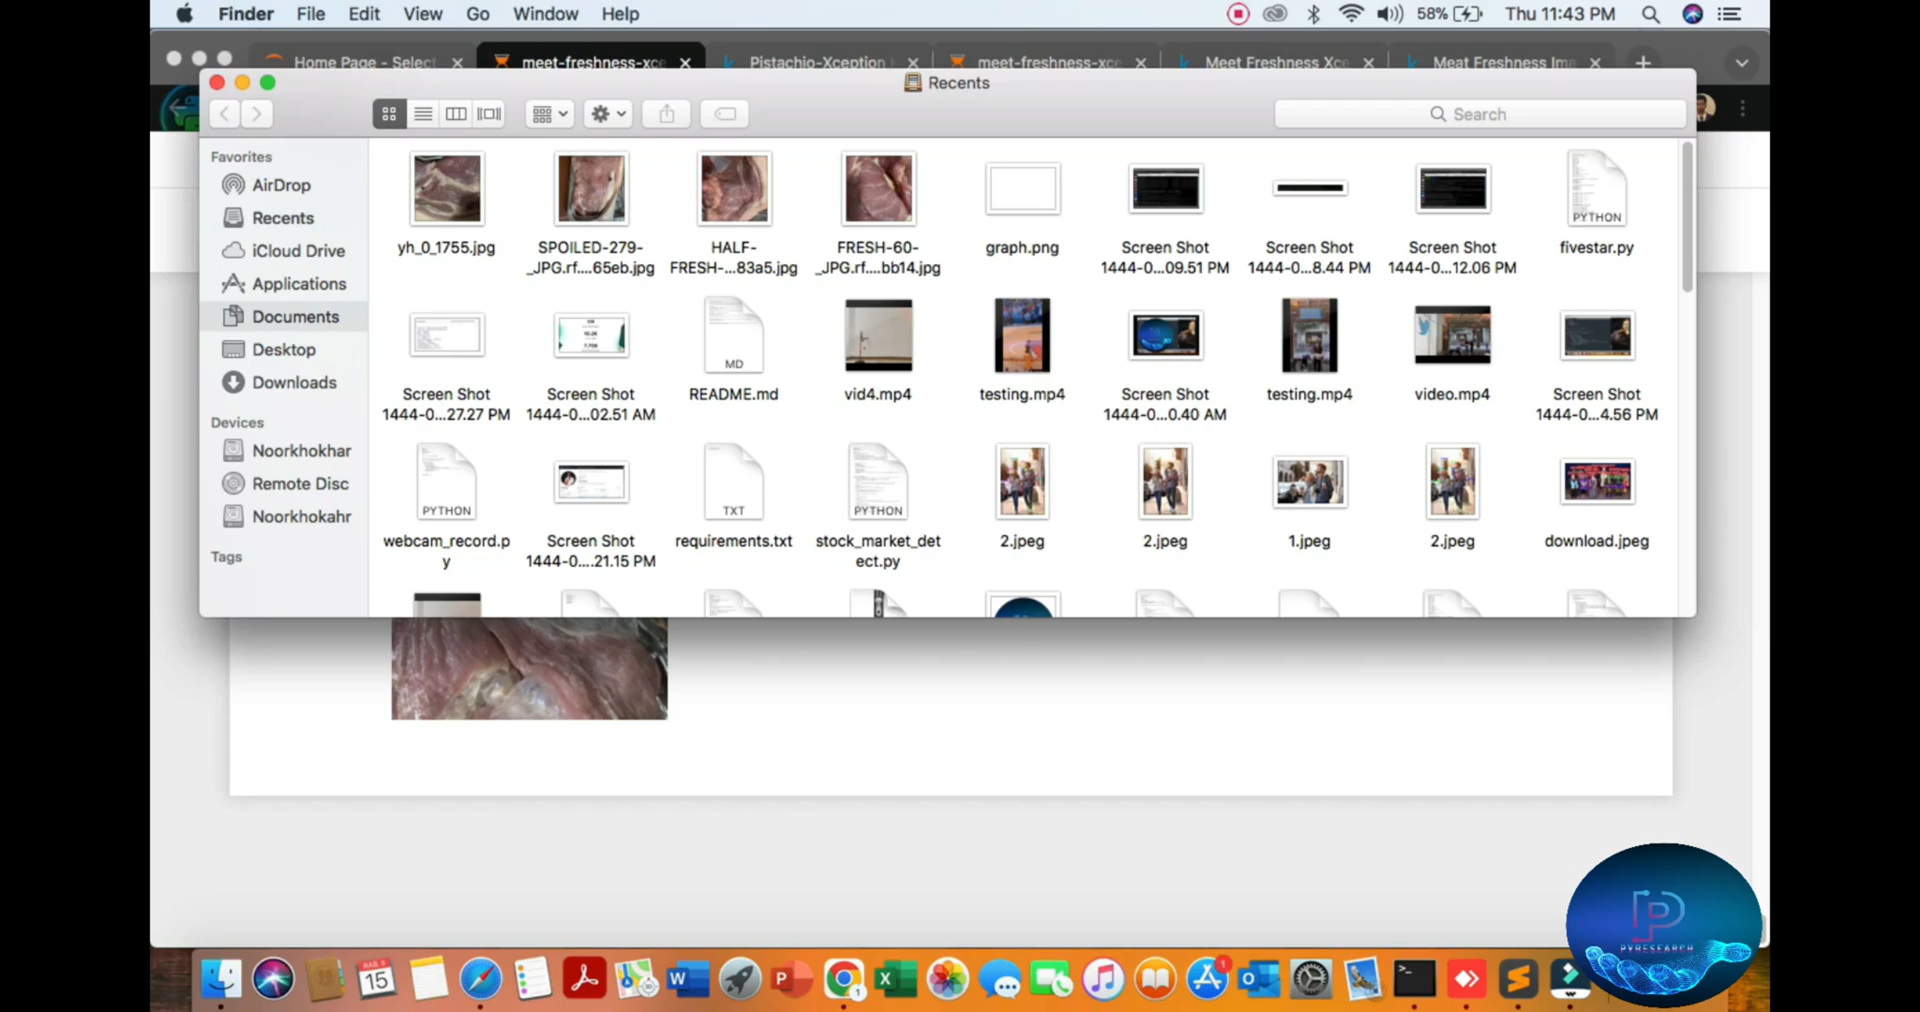 Finder File Edit View Go Window Help 58% Thu 11:43 PM
Home Page - Select meet-freshness-xce Pistachio-Xception meet-freshness-xce Meet Freshness Xce Meat Freshness Ima
Recents
Search
Favorites
AirDrop
Recents
iCloud Drive
Applications
Documents
Desktop
Downloads
Devices
Noorkhokhar
Remote Disc
Noorkhokahr
Tags
PYTHON
yh_0_1755.jpg SPOILED-279- HALF- FRESH-60- graph.png Screen Shot Screen Shot Screen Shot fivestar.py
_JPG.rf....65eb.jpg FRESH-...83a5.jpg _JPG.rf....bb14.jpg 1444-0...09.51 PM 1444-0...8.44 PM 1444-0...12.06 PM
MD
Screen Shot Screen Shot README.md vid4.mp4 testing.mp4 Screen Shot testing.mp4 video.mp4 Screen Shot
1444-0...27.27 PM 1444-0...02.51 AM 1444-0...0.40 AM 1444-0...4.56 PM
PYTHON TXT PYTHON
webcam_record.p Screen Shot requirements.txt stock_market_det 2.jpeg 2.jpeg 1.jpeg 2.jpeg download.jpeg
y 1444-0....21.15 PM ect.py
P
PYRESEARCH
15
W P 1 X 1 O